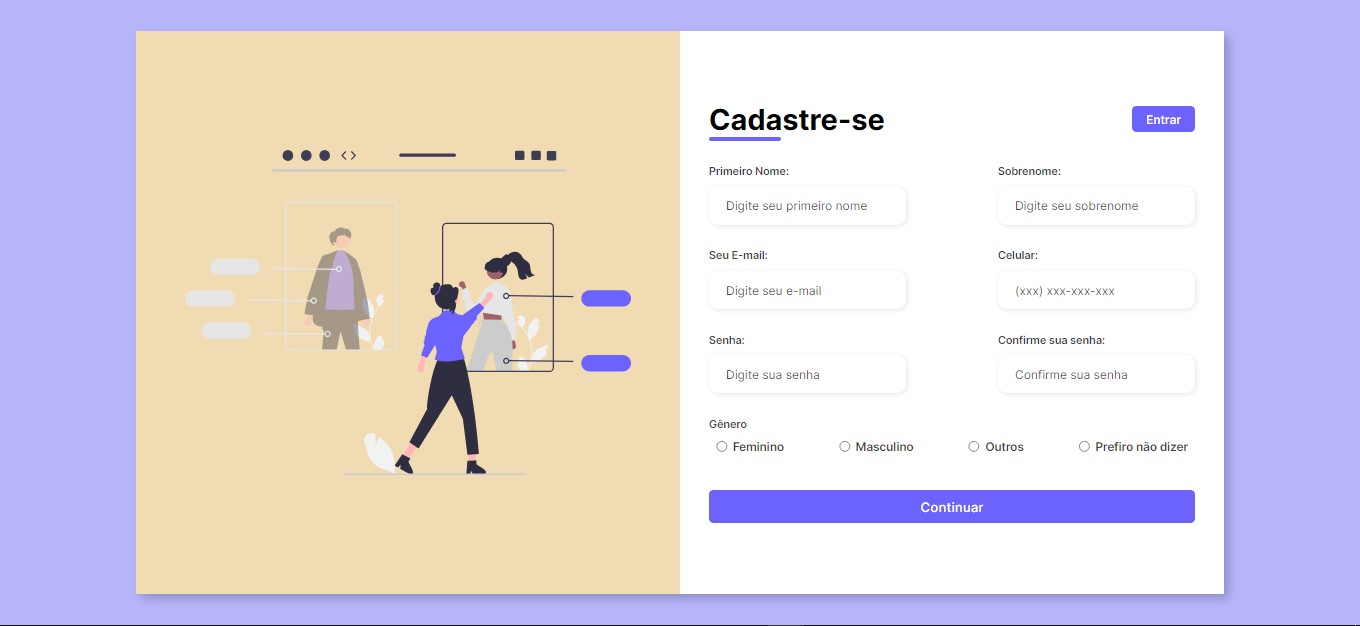 Cadastre-se
Entrar
Primeiro Nome:
Sobrenome:
Digite seu primeiro nome
Digite seu sobrenome
Seu E-mail:
Celular:
Digite seu e-mail
(xxx) xxx-xxx-xxx
Senha:
Confirme sua senha:
Digite sua senha
Confirme sua senha
Gênero
Feminino
Masculino
Outros
Prefiro não dizer
Continuar